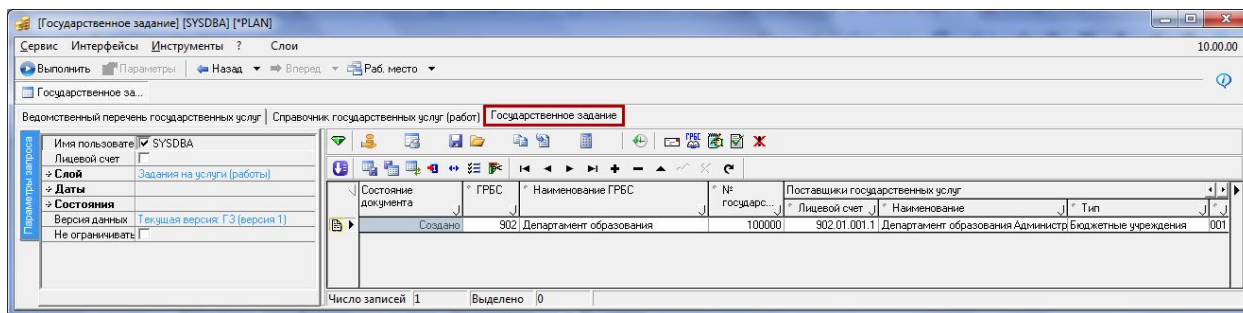 [Государственное задание] [SYSDBA] [*PLAN]
Сервис Интерфейсы Инструменты ? Слои 10.00.00
Выполнить Параметры Назад Вперед Раб. место
Государственное за...
Ведомственный перечень государственных услуг Справочник государственных услуг (работ) Государственное задание
Параметры запроса
Имя пользовате SYSDBA
Лицевой счет
Слой Задания на услуги (работы)
Даты
Состояния
Версия данных Текущая версия: ГЗ (версия 1)
Не ограничивать
ГРБС
Состояние документа ГРБС Наименование ГРБС № государс... Поставщики государственных услуг
Лицевой счет Наименование Тип
Создано 902 Департамент образования 100000 902.01.001.1 Департамент образования Администр Бюджетные учреждения 001
Число записей 1 Выделено 0